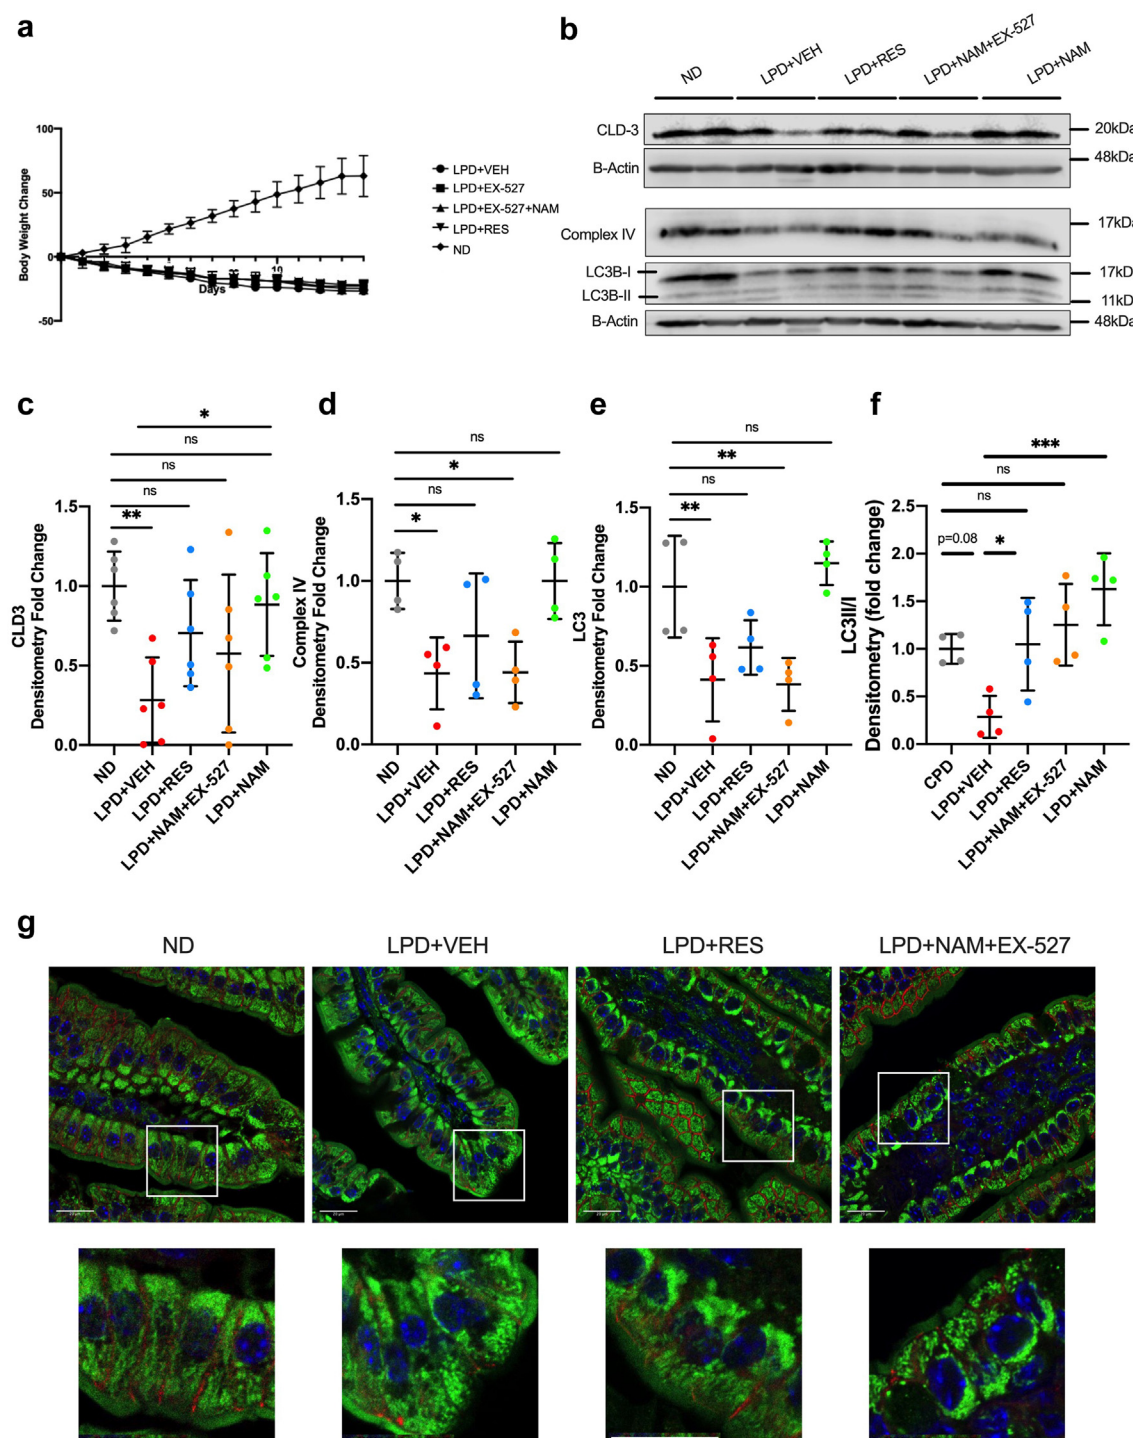 a
100
50
0
-50
Body Weight Change
Days
LPD+VEH
LPD+EX-527
LPD+EX-527+NAM
LPD+RES
ND
b
ND
LPD+VEH
LPD+RES
LPD+NAM+EX-527
LPD+NAM
CLD-3
20kDa
B-Actin
48kDa
Complex IV
17kDa
LC3B-I
17kD
LC3B-II
11kD
B-Actin
48kDa
c
*
ns
ns
ns
**
1.5
1.0
0.5
0.0
CLD3
Densitometry Fold Change
ND
LPD+VEH
LPD+RES
LPD+NAM+EX-527
LPD+NAM
d
ns
*
ns
*
1.5
1.0
0.5
0.0
Complex IV
Densitometry Fold Change
ND
LPD+VEH
LPD+RES
LPD+NAM+EX-527
LPD+NAM
e
ns
**
ns
**
1.5
1.0
0.5
0.0
LC3
Densitometry Fold Change
ND
LPD+VEH
LPD+RES
LPD+NAM+EX-527
LPD+NAM
f
***
ns
ns
p=0.08
*
2.5
2.0
1.5
1.0
0.5
0.0
LC3II/I
Densitometry (fold change)
CPD
LPD+VEH
LPD+RES
LPD+NAM+EX-527
LPD+NAM
g
ND
LPD+VEH
LPD+RES
LPD+NAM+EX-527